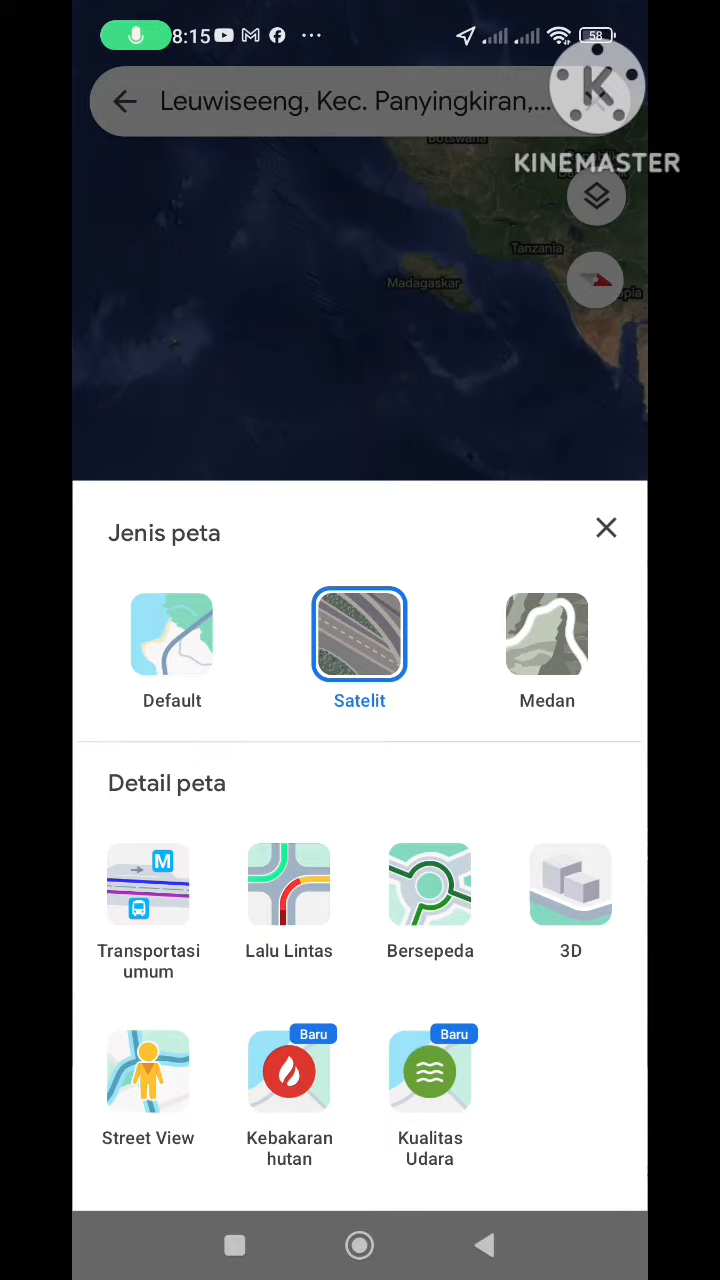 8:15
58
Leuwiseeng, Kec. Panyingkiran,...
K
KINEMASTER
Botswana
Tanzania
Madagaskar
Jenis peta
Default
Satelit
Medan
Detail peta
M
Transportasi umum
Lalu Lintas
Bersepeda
3D
Baru
Baru
Street View
Kebakaran hutan
Kualitas Udara